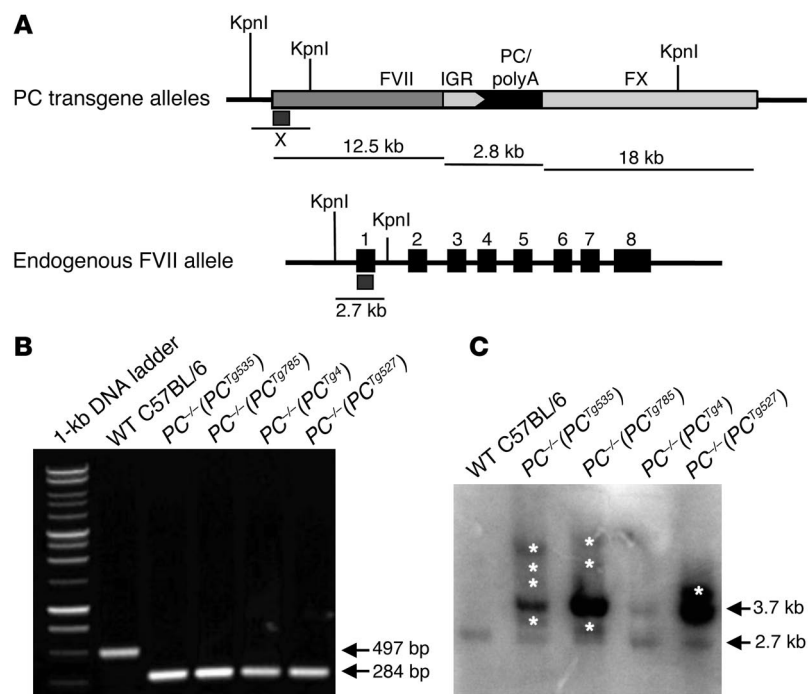 A
KpnI
KpnI
PC/
KpnI
FVII
IGR
polyA
FX
PC transgene alleles
X
12.5 kb
2.8 kb
18 kb
KpnI
KpnI
1
2
3
4
5
6
7
8
Endogenous FVII allele
2.7 kb
B
1-kb DNA ladder
WT C57BL/6
PC–/–(PCTg535)
PC–/–(PCTg785)
PC–/–(PCTg4)
PC–/–(PCTg527)
497 bp
284 bp
C
WT C57BL/6
PC–/–(PCTg535)
PC–/–(PCTg785)
PC–/–(PCTg4)
PC–/–(PCTg527)
*
*
*
*
*
*
*
*
3.7 kb
2.7 kb